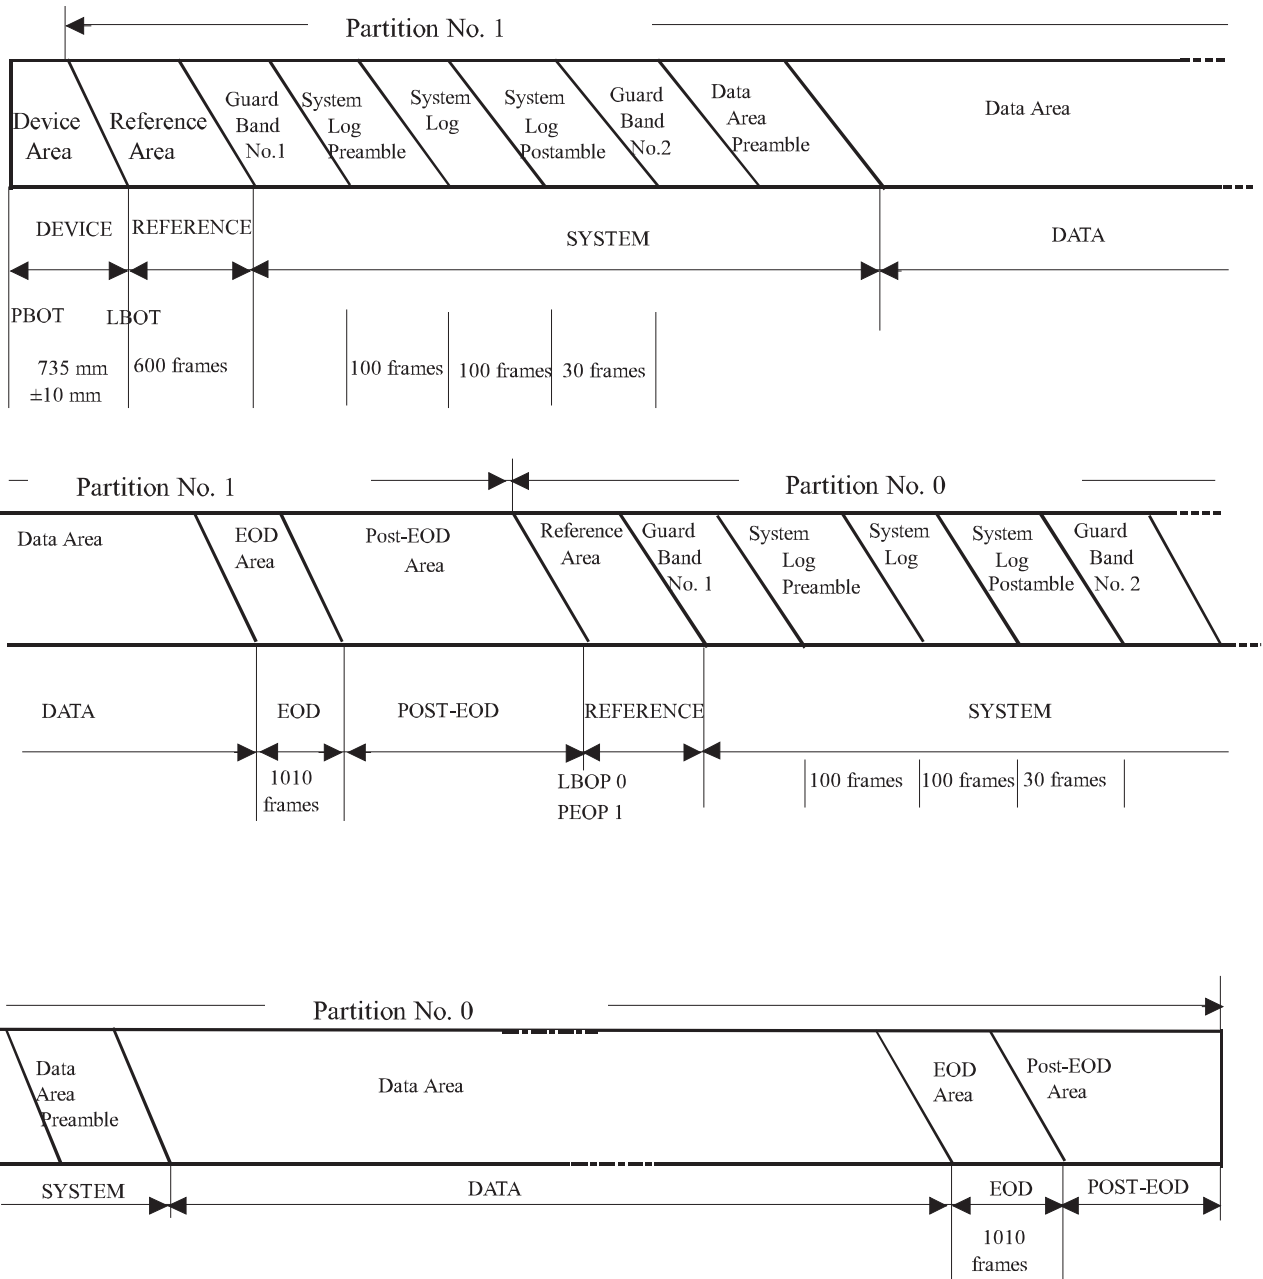 Partition No. 1
Device
Area
Reference
Area
Guard
Band
No.1
System
Log
Preamble
System
Log
System
Log
Postamble
Guard
Band
No.2
Data
Area
Preamble
Data Area
DEVICE
REFERENCE
SYSTEM
DATA
PBOT
LBOT
735 mm
±10 mm
600 frames
100 frames
100 frames
30 frames
Partition No. 1
Partition No. 0
Data Area
EOD
Area
Post-EOD
Area
Reference
Area
Guard
Band
No. 1
System
Log
Preamble
System
Log
System
Log
Postamble
Guard
Band
No. 2
DATA
EOD
POST-EOD
REFERENCE
SYSTEM
1010
frames
LBOP 0
PEOP 1
100 frames
100 frames
30 frames
Partition No. 0
Data
Area
Preamble
Data Area
EOD
Area
Post-EOD
Area
SYSTEM
DATA
EOD
POST-EOD
1010
frames